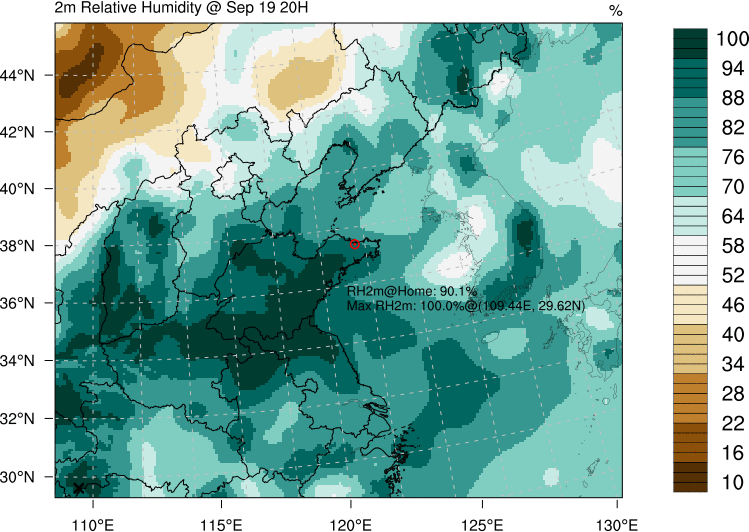 2m Relative Humidity @ Sep 19 20H
%
44°N
42°N
40°N
38°N
36°N
34°N
32°N
30°N
110°E
115°E
120°E
125°E
130°E
RH2m@Home: 90.1%
Max RH2m: 100.0%@(109.44E, 29.62N)
100
94
88
82
76
70
64
58
52
46
40
34
28
22
16
10